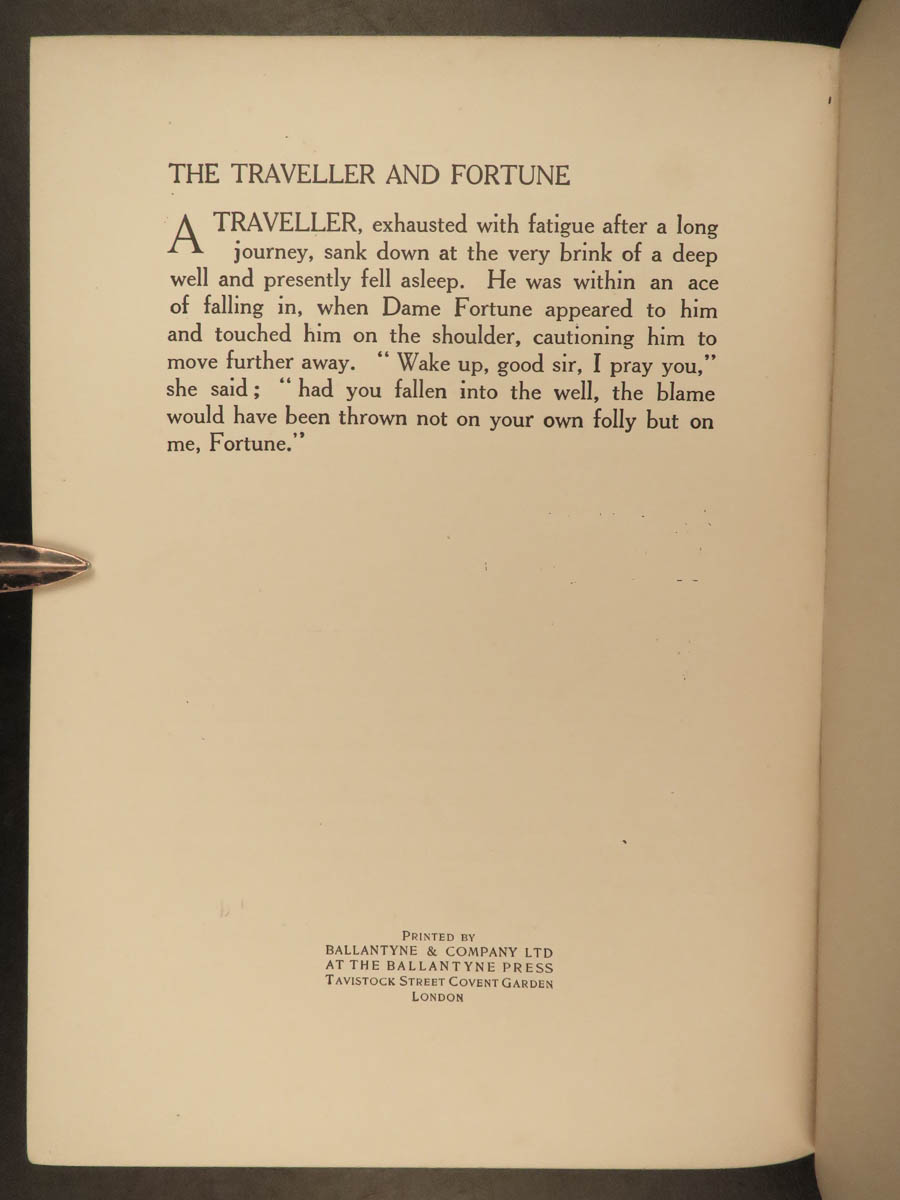 THE TRAVELLER AND FORTUNE
A TRAVELLER, exhausted with fatigue after a long
journey, sank down at the very brink of a deep
well and presently fell asleep. He was within an ace
of falling in, when Dame Fortune appeared to him
and touched him on the shoulder, cautioning him to
move further away. "Wake up, good sir, I pray you,"
she said; "had you fallen into the well, the blame
would have been thrown not on your own folly but on
me, Fortune."
PRINTED BY
BALLANTYNE & COMPANY LTD
AT THE BALLANTYNE PRESS
TAVISTOCK STREET COVENT GARDEN
LONDON